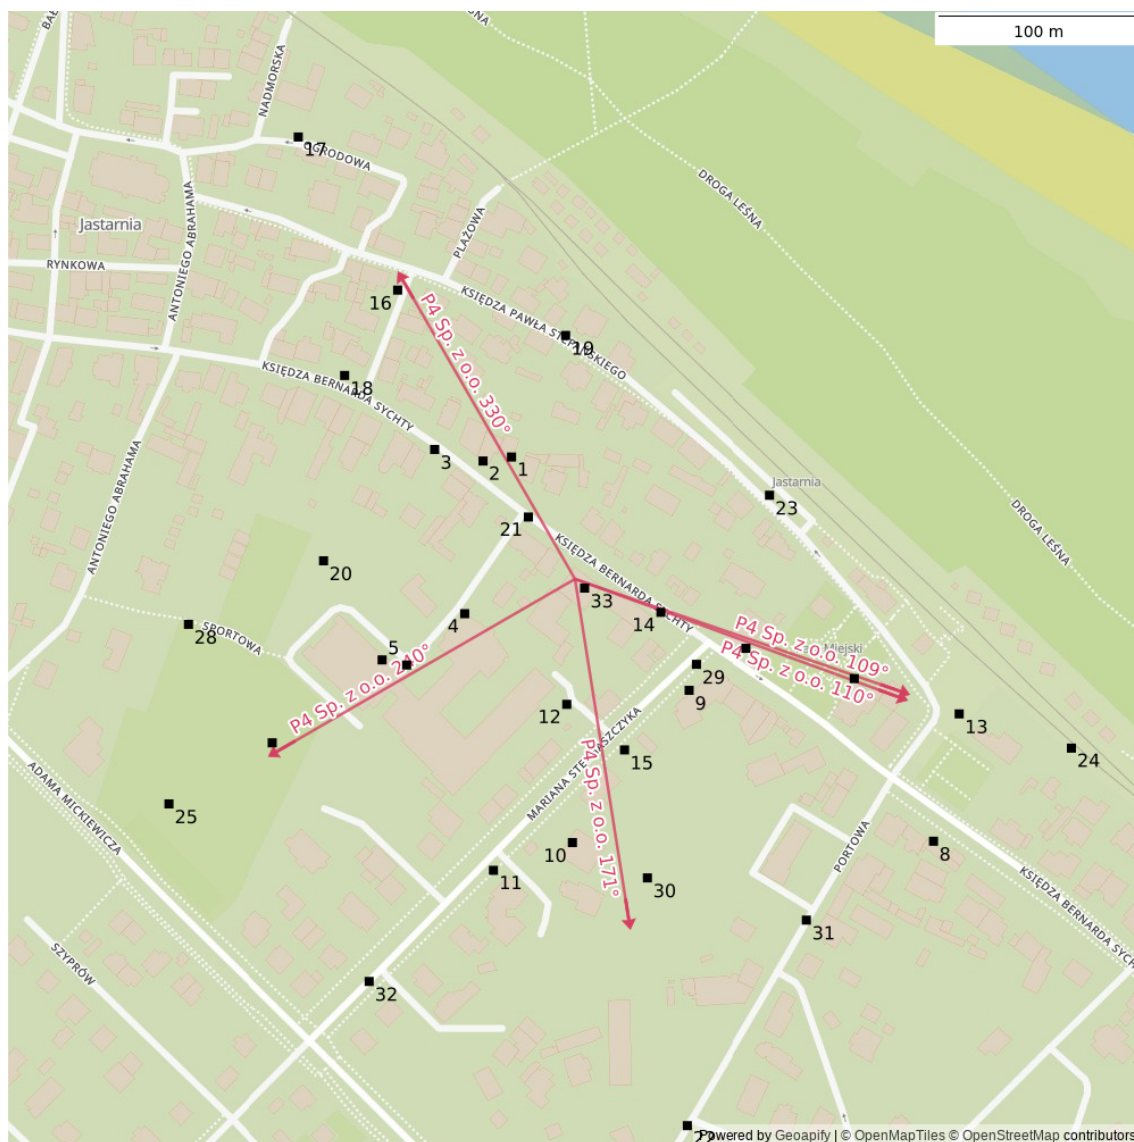 100 m
BAŁ
LEŚNA
LEŚNA
NADMORSKA
17
OGRODOWA
DROGA LEŚNA
ANTONIEGO ABRAHAMA
PLAŻOWA
Jastarnia
RYNKOWA
16
P4 Sp. z o.o. 330°
KSIĘDZA PAWŁA STEFAŃSKIEGO
19
18
KSIĘDZA BERNARDA SYCHTY
3
2
1
ANTONIEGO ABRAHAMA
Jastarnia
23
DROGA LEŚNA
21
KSIĘDZA BERNARDA SYCHTY
20
33
4
14
28
SPORTOWA
5
P4 Sp. z o.o. 240°
P4 Sp. z o.o. 109°
Miejski
P4 Sp. z o.o. 110°
29
9
12
13
15
24
MARIANA STELMASZCZYKA
P4 Sp. z o.o. 171°
ADAMA MICKIEWICZA
25
10
11
30
8
PORTOWA
KSIĘDZA BERNARDA SYCH
31
SZYPRÓW
32
Powered by Geoapify | © OpenMapTiles © OpenStreetMap contributors